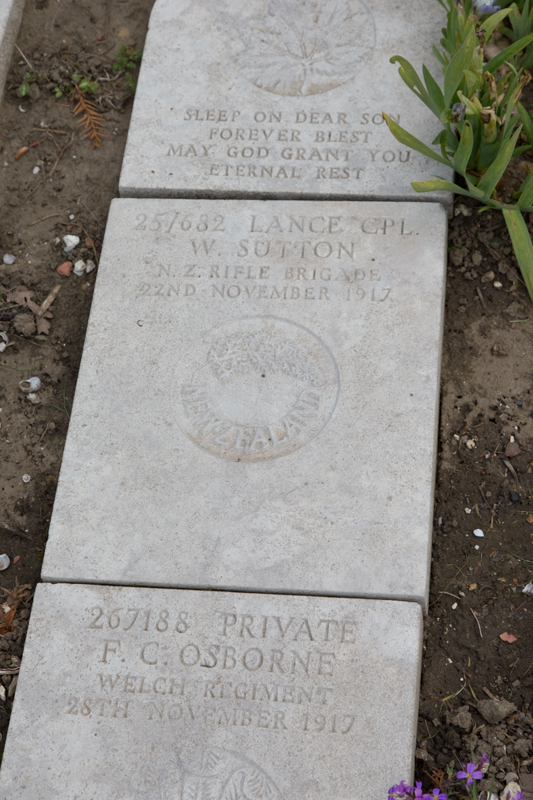 SLEEP ON DEAR SON
FOREVER BLEST
MAY GOD GRANT YOU
ETERNAL REST
25/682 LANCE CPL.
W. SUTTON
N.Z. RIFLE BRIGADE
22ND NOVEMBER 1917
NEW ZEALAND
267188 PRIVATE
F. C. OSBORNE
WELCH REGIMENT
28TH NOVEMBER 1917